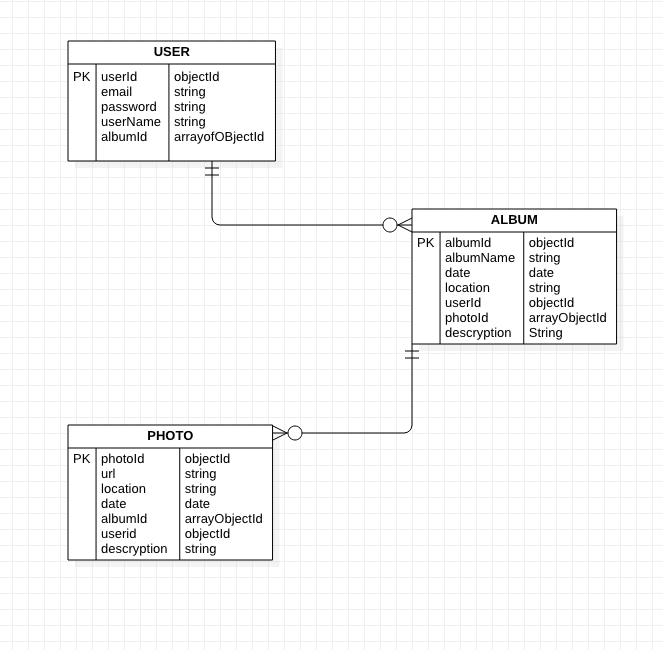 USER
PK userId objectId
email string
password string
userName string
albumId arrayofOBjectId
ALBUM
PK albumId objectId
albumName string
date date
location string
userId objectId
photoId arrayObjectId
descryption String
PHOTO
PK photoId objectId
url string
location string
date date
albumId arrayObjectId
userid objectId
descryption string